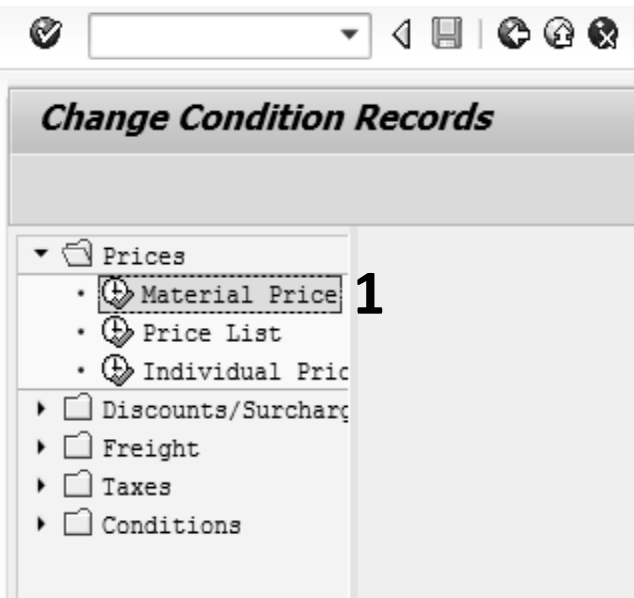 Change Condition Records
Prices
Material Price 1
Price List
Individual Pric
Discounts/Surcharg
Freight
Taxes
Conditions